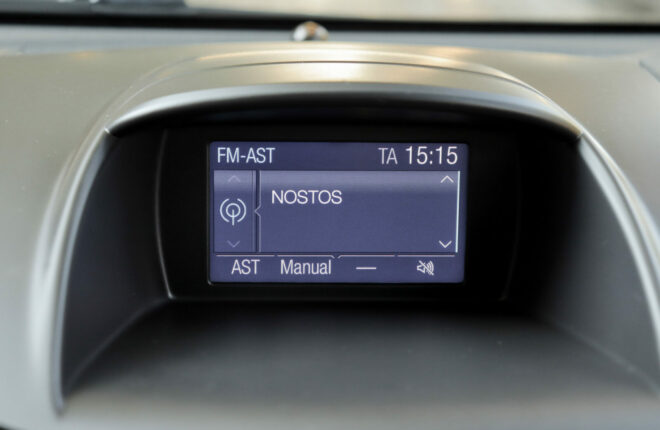 FM-AST TA 15:15
NOSTOS
AST Manual —